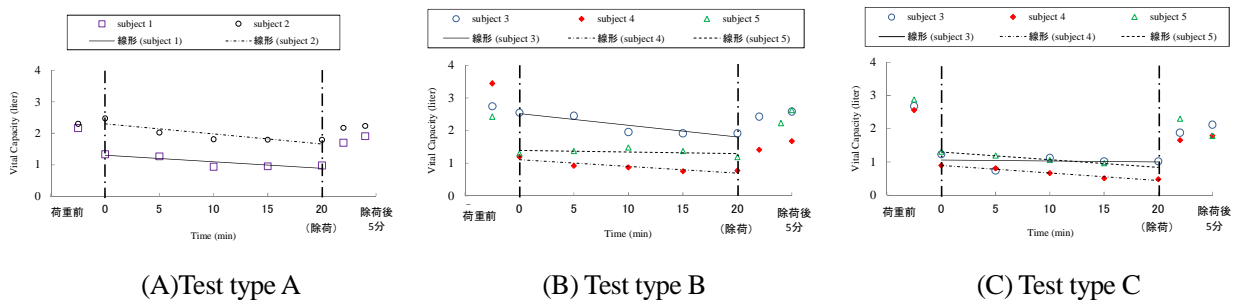 subject 1 subject 2
線形 (subject 1) 線形 (subject 2)
4
3
2
1
0
Vital Capacity (liter)
荷重前 0 5 10 15 20 除荷後
(除荷) 5分
Time (min)
(A)Test type A
subject 3 subject 4 subject 5
線形 (subject 3) 線形 (subject 4) 線形 (subject 5)
4
3
2
1
0
Vital Capacity (liter)
荷重前 0 5 10 15 20 除荷後
(除荷) 5分
Time (min)
(B) Test type B
subject 3 subject 4 subject 5
線形 (subject 3) 線形 (subject 4) 線形 (subject 5)
4
3
2
1
0
Vital Capacity (liter)
荷重前 0 5 10 15 20 除荷後
(除荷) 5分
Time (min)
(C) Test type C